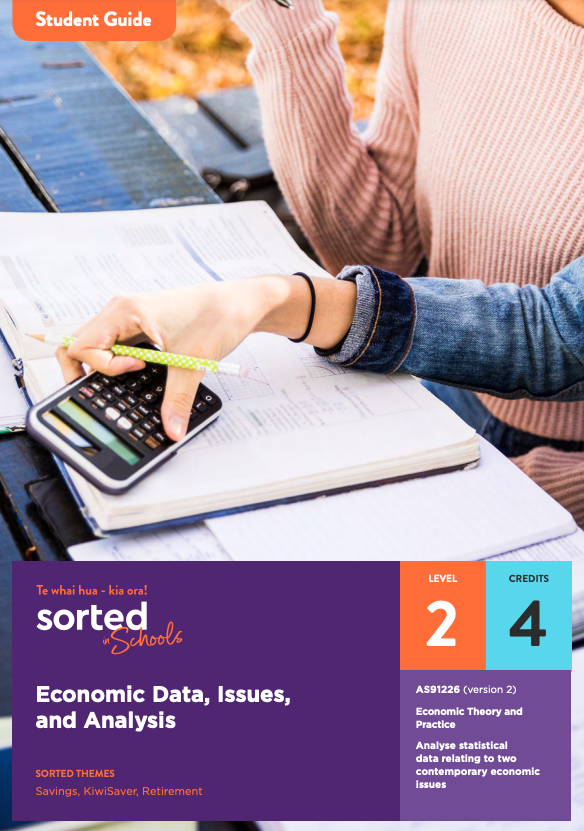 Student Guide
Te whai hua - kia ora!
sorted
in Schools
Economic Data, Issues,
and Analysis
SORTED THEMES
Savings, KiwiSaver, Retirement
LEVEL
2
CREDITS
4
AS91226 (version 2)
Economic Theory and
Practice
Analyse statistical
data relating to two
contemporary economic
issues